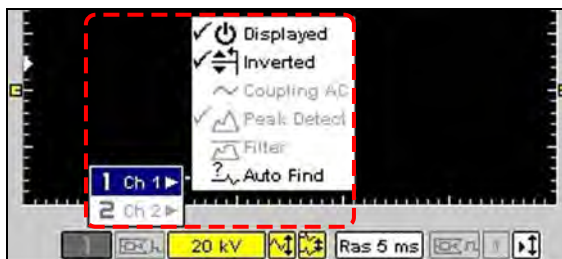 Displayed
Inverted
Coupling AC
Peak Detect
Filter
? Auto Find
1 Ch 1
2 Ch 2
1 20 kV Ras 5 ms